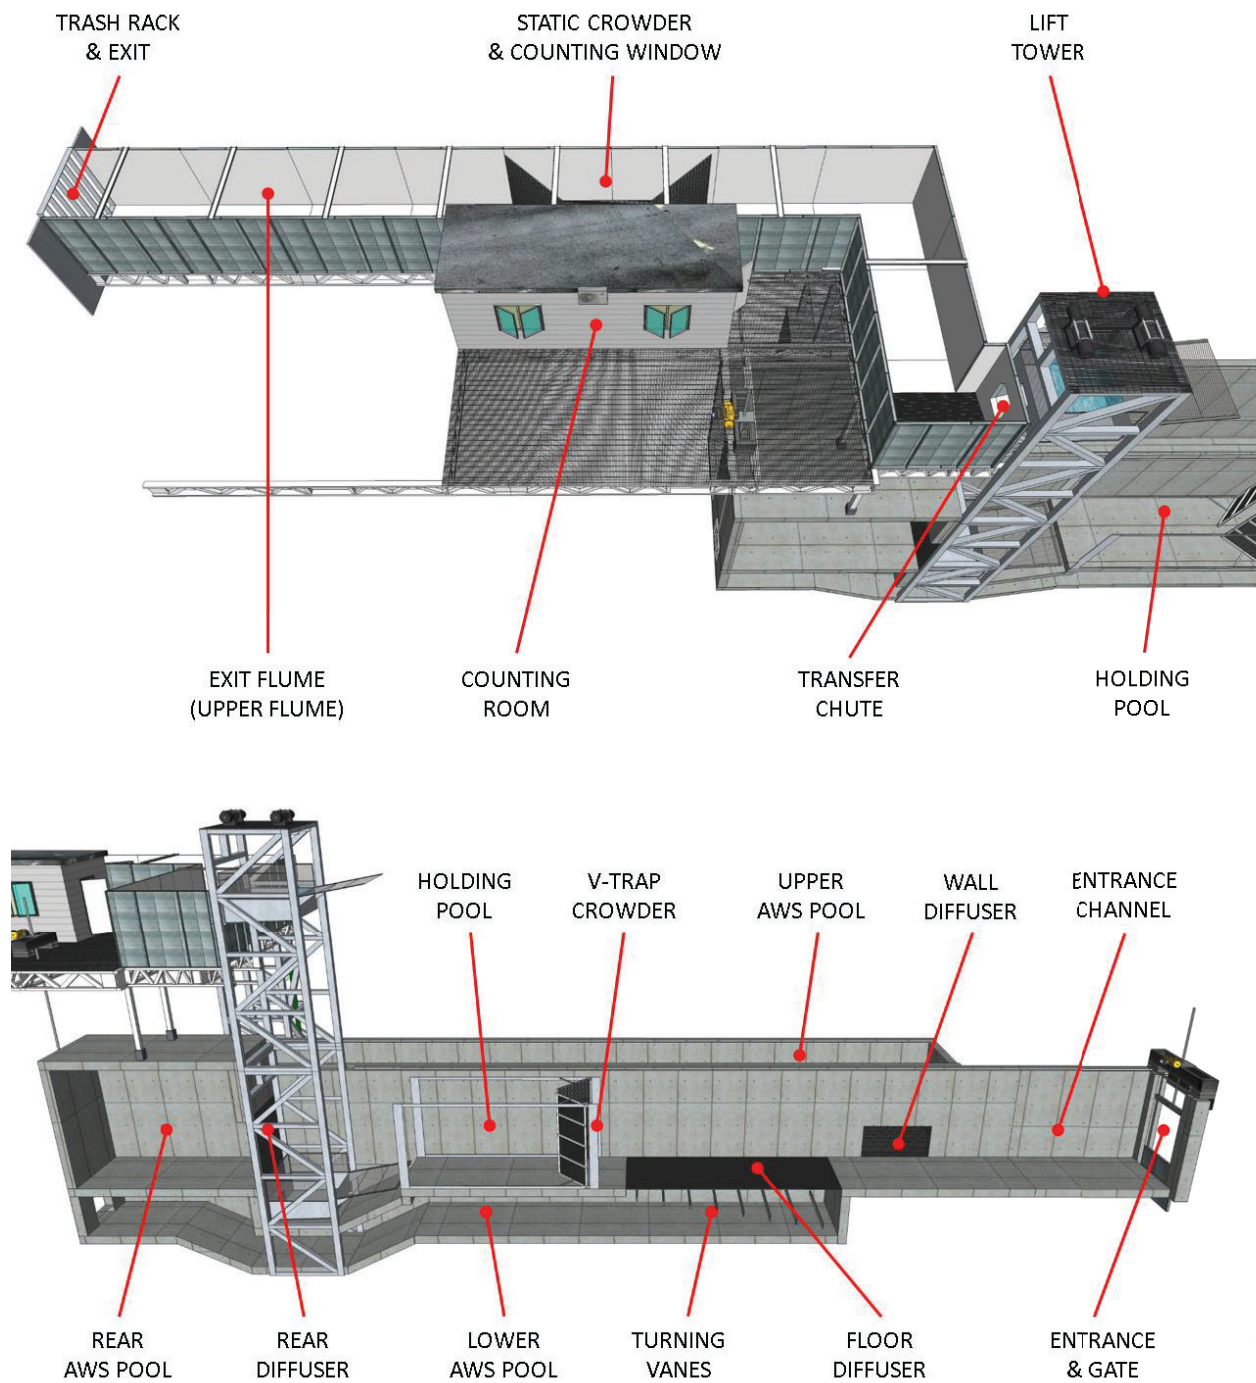 TRASH RACK
& EXIT
STATIC CROWDER
& COUNTING WINDOW
LIFT
TOWER
EXIT FLUME
(UPPER FLUME)
COUNTING
ROOM
TRANSFER
CHUTE
HOLDING
POOL
HOLDING
POOL
V-TRAP
CROWDER
UPPER
AWS POOL
WALL
DIFFUSER
ENTRANCE
CHANNEL
REAR
AWS POOL
REAR
DIFFUSER
LOWER
AWS POOL
TURNING
VANES
FLOOR
DIFFUSER
ENTRANCE
& GATE